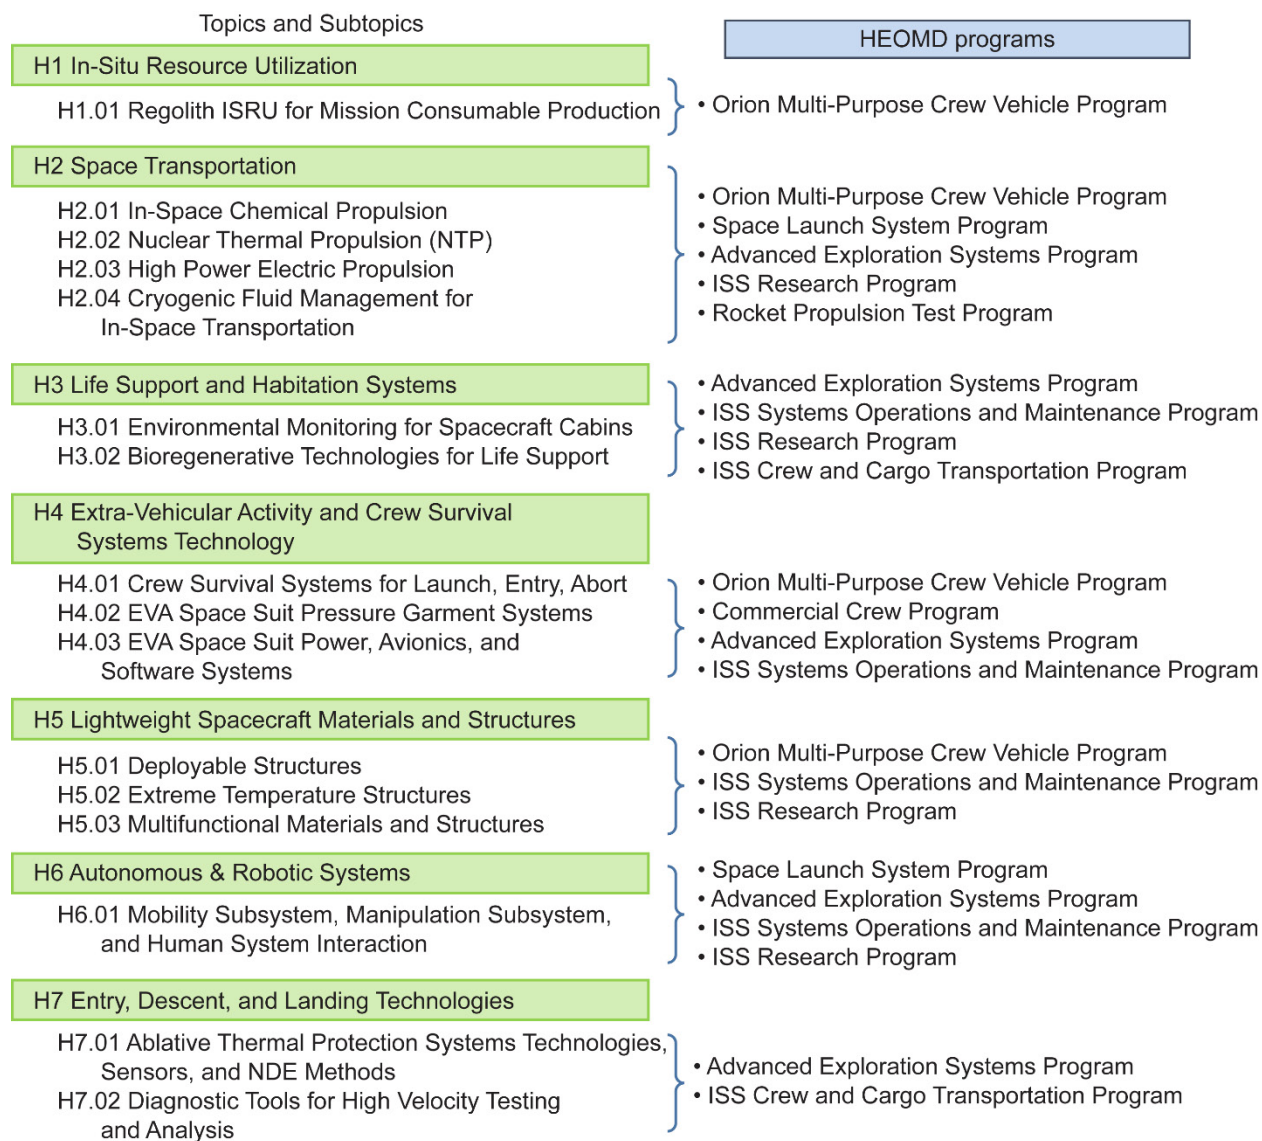 Topics and Subtopics
HEOMD programs
H1 In-Situ Resource Utilization
H1.01 Regolith ISRU for Mission Consumable Production
• Orion Multi-Purpose Crew Vehicle Program
H2 Space Transportation
H2.01 In-Space Chemical Propulsion
H2.02 Nuclear Thermal Propulsion (NTP)
H2.03 High Power Electric Propulsion
H2.04 Cryogenic Fluid Management for
In-Space Transportation
• Orion Multi-Purpose Crew Vehicle Program
• Space Launch System Program
• Advanced Exploration Systems Program
• ISS Research Program
• Rocket Propulsion Test Program
H3 Life Support and Habitation Systems
H3.01 Environmental Monitoring for Spacecraft Cabins
H3.02 Bioregenerative Technologies for Life Support
• Advanced Exploration Systems Program
• ISS Systems Operations and Maintenance Program
• ISS Research Program
• ISS Crew and Cargo Transportation Program
H4 Extra-Vehicular Activity and Crew Survival
Systems Technology
H4.01 Crew Survival Systems for Launch, Entry, Abort
H4.02 EVA Space Suit Pressure Garment Systems
H4.03 EVA Space Suit Power, Avionics, and
Software Systems
• Orion Multi-Purpose Crew Vehicle Program
• Commercial Crew Program
• Advanced Exploration Systems Program
• ISS Systems Operations and Maintenance Program
H5 Lightweight Spacecraft Materials and Structures
H5.01 Deployable Structures
H5.02 Extreme Temperature Structures
H5.03 Multifunctional Materials and Structures
• Orion Multi-Purpose Crew Vehicle Program
• ISS Systems Operations and Maintenance Program
• ISS Research Program
H6 Autonomous & Robotic Systems
H6.01 Mobility Subsystem, Manipulation Subsystem,
and Human System Interaction
• Space Launch System Program
• Advanced Exploration Systems Program
• ISS Systems Operations and Maintenance Program
• ISS Research Program
H7 Entry, Descent, and Landing Technologies
H7.01 Ablative Thermal Protection Systems Technologies,
Sensors, and NDE Methods
H7.02 Diagnostic Tools for High Velocity Testing
and Analysis
• Advanced Exploration Systems Program
• ISS Crew and Cargo Transportation Program